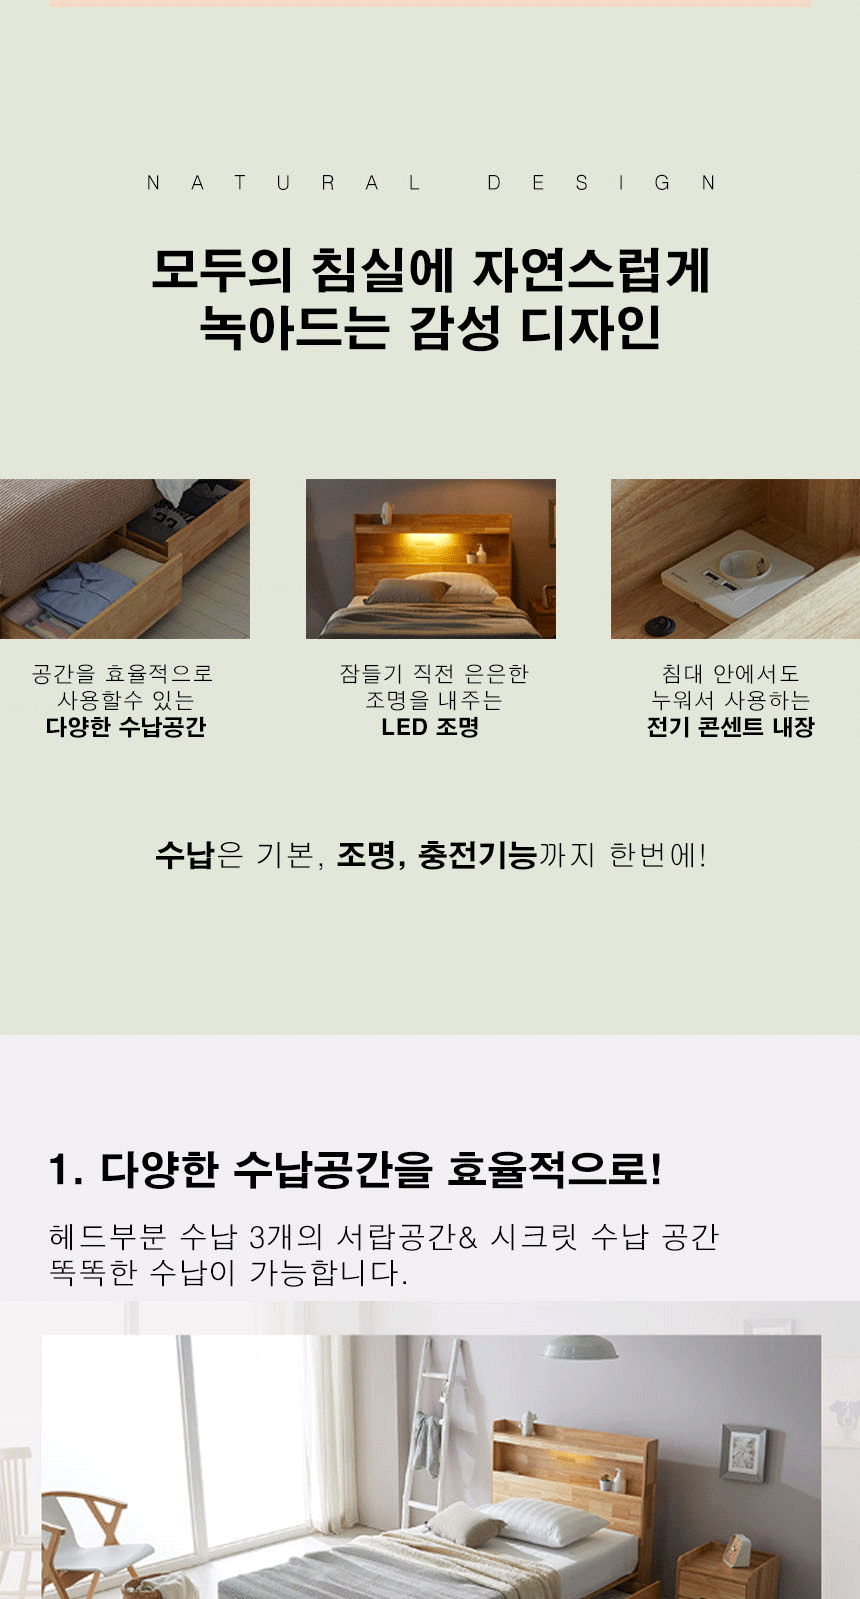 NATURAL DESIGN
모두의 침실에 자연스럽게
녹아드는 감성 디자인
공간을 효율적으로
사용할수 있는
다양한 수납공간
잠들기 직전 은은한
조명을 내주는
LED 조명
침대 안에서도
누워서 사용하는
전기 콘센트 내장
수납은 기본, 조명, 충전기능까지 한번에!
1. 다양한 수납공간을 효율적으로!
헤드부분 수납 3개의 서랍공간& 시크릿 수납 공간
똑똑한 수납이 가능합니다.